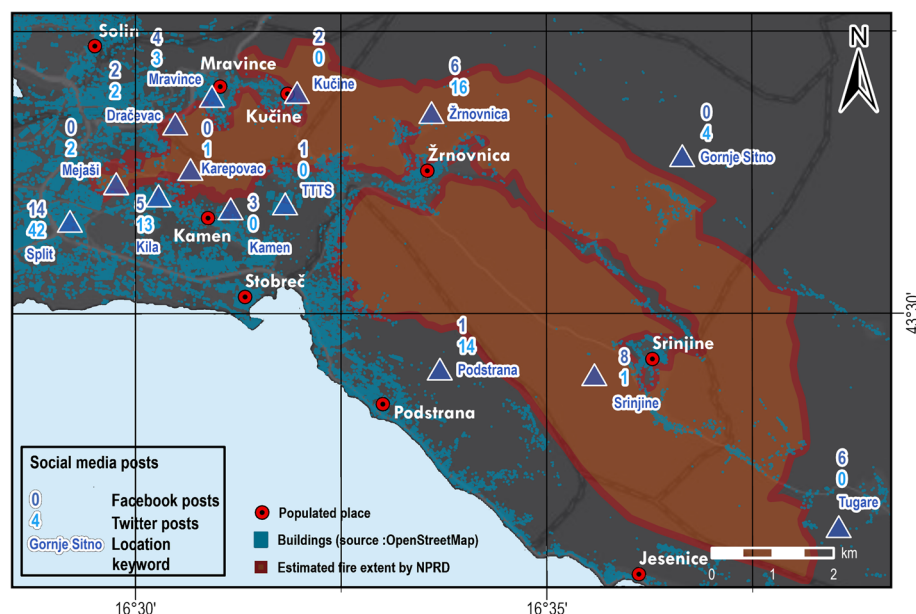 Solin
4
3
Mravince
Mravince
2
0
Kučine
Kučine
2
2
Dračevac
6
16
Žrnovnica
Žrnovnica
N
0
4
Gornje Sitno
0
2
Mejaši
0
1
Karepovac
1
0
TTTS
14
42
Split
5
13
Kila
Kamen
3
0
Kamen
Stobreč
43°30'
1
14
Podstrana
Podstrana
Srinjine
8
1
Srinjine
6
0
Tugare
Jesenice
km
0 1 2
Social media posts
0 Facebook posts
4 Twitter posts
Gornje Sitno Location
keyword
Populated place
Buildings (source :OpenStreetMap)
Estimated fire extent by NPRD
16°30' 16°35'